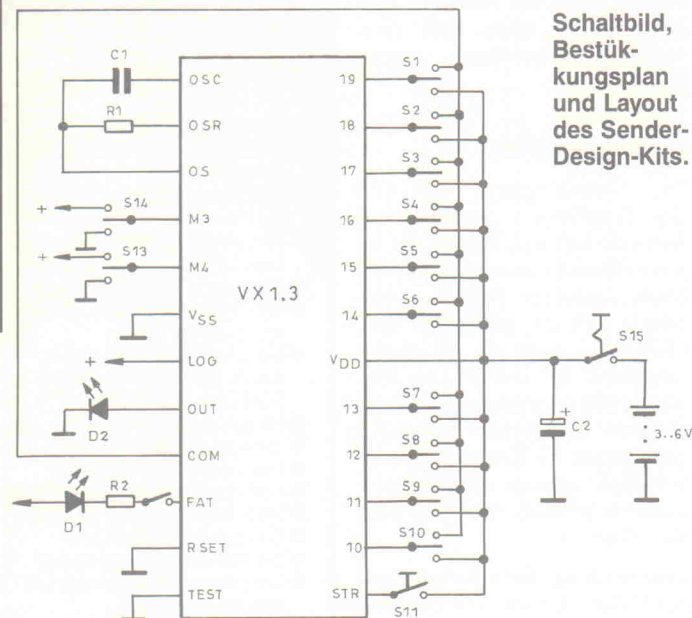 Schaltbild,
Bestük-
kungsplan
und Layout
des Sender-
Design-Kits.
C1
R1
S14
+
S13
+
+
D2
R2
D1
OSC
OSR
OS
M3
M4
VSS
LOG
OUT
COM
FAT
RSET
TEST
VX1.3
19
18
17
16
15
14
VDD
13
12
11
10
STR
S1
S2
S3
S4
S5
S6
S7
S8
S9
S10
S11
S15
+
C2
3..6V